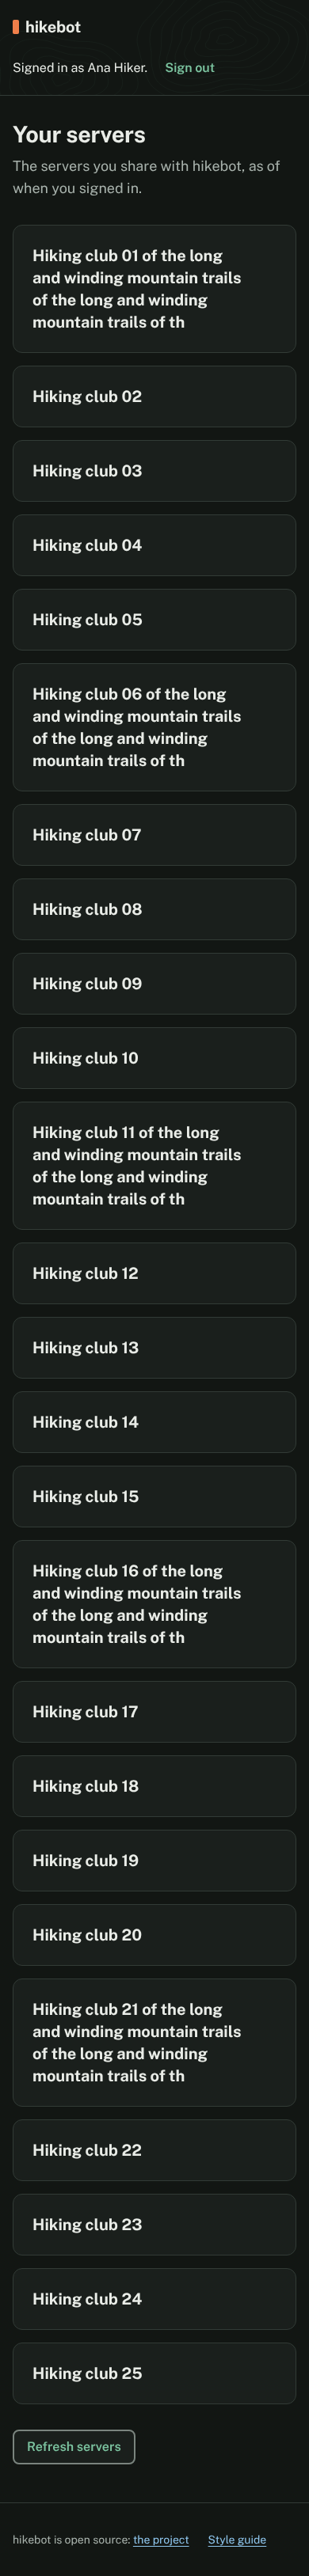 hikebot
Signed in as Ana Hiker. Sign out
Your servers
The servers you share with hikebot, as of
when you signed in.
Hiking club 01 of the long
and winding mountain trails
of the long and winding
mountain trails of th
Hiking club 02
Hiking club 03
Hiking club 04
Hiking club 05
Hiking club 06 of the long
and winding mountain trails
of the long and winding
mountain trails of th
Hiking club 07
Hiking club 08
Hiking club 09
Hiking club 10
Hiking club 11 of the long
and winding mountain trails
of the long and winding
mountain trails of th
Hiking club 12
Hiking club 13
Hiking club 14
Hiking club 15
Hiking club 16 of the long
and winding mountain trails
of the long and winding
mountain trails of th
Hiking club 17
Hiking club 18
Hiking club 19
Hiking club 20
Hiking club 21 of the long
and winding mountain trails
of the long and winding
mountain trails of th
Hiking club 22
Hiking club 23
Hiking club 24
Hiking club 25
Refresh servers
hikebot is open source: the project Style guide